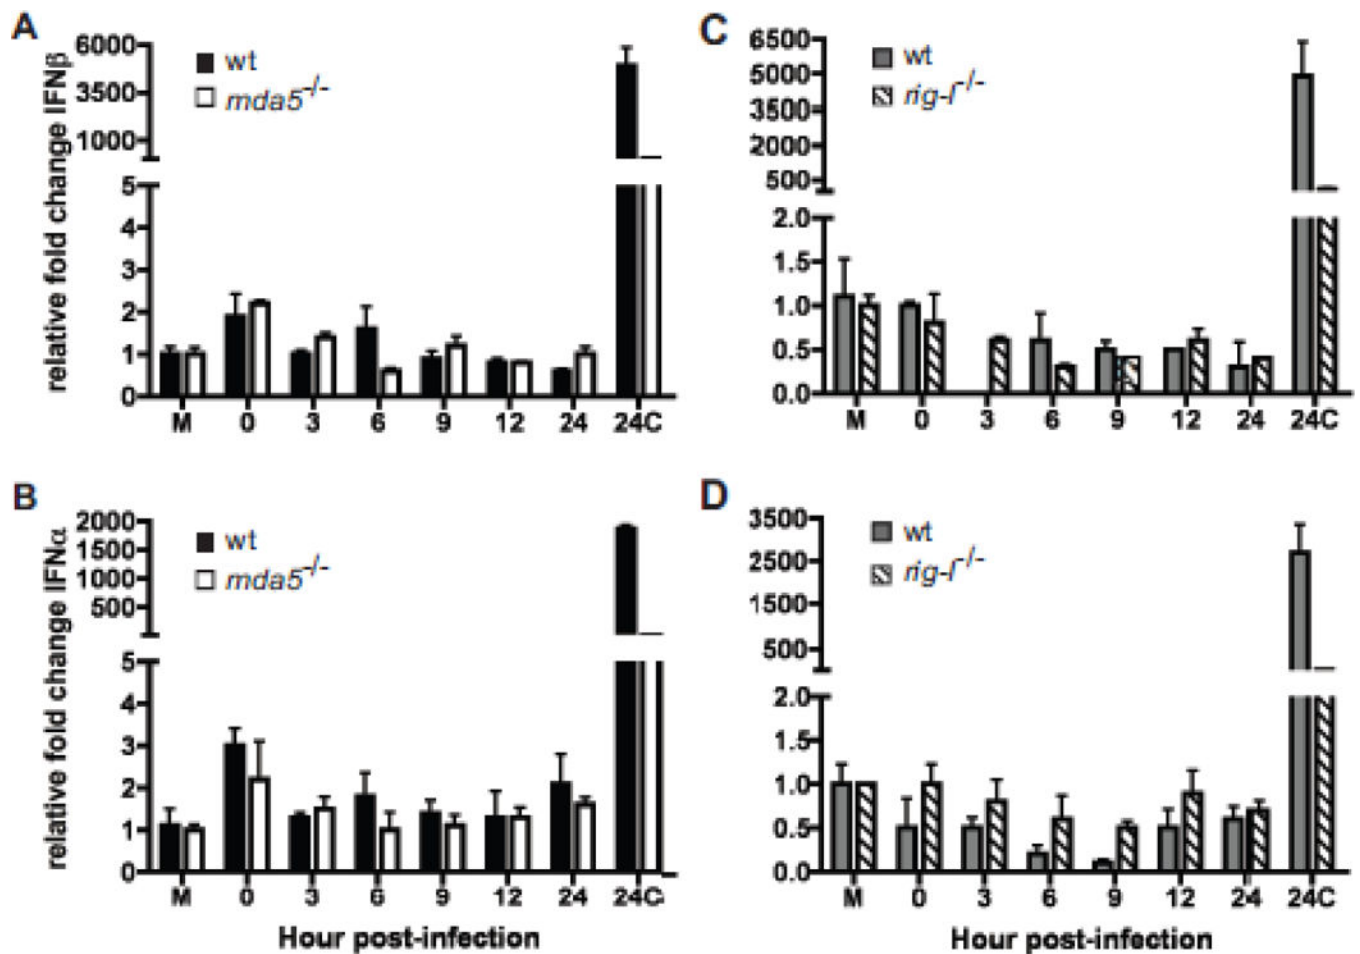 A
relative fold change IFNβ
6000
3500
1000
5
4
3
2
1
0
wt
mda5-/-
M 0 3 6 9 12 24 24C
C
6500
5000
3500
2000
500
2.0
1.5
1.0
0.5
0.0
wt
rig-I-/-
M 0 3 6 9 12 24 24C
B
relative fold change IFNα
2000
1500
1000
500
5
4
3
2
1
0
wt
mda5-/-
M 0 3 6 9 12 24 24C
Hour post-infection
D
3500
2500
1500
500
2.0
1.5
1.0
0.5
0.0
wt
rig-I-/-
M 0 3 6 9 12 24 24C
Hour post-infection